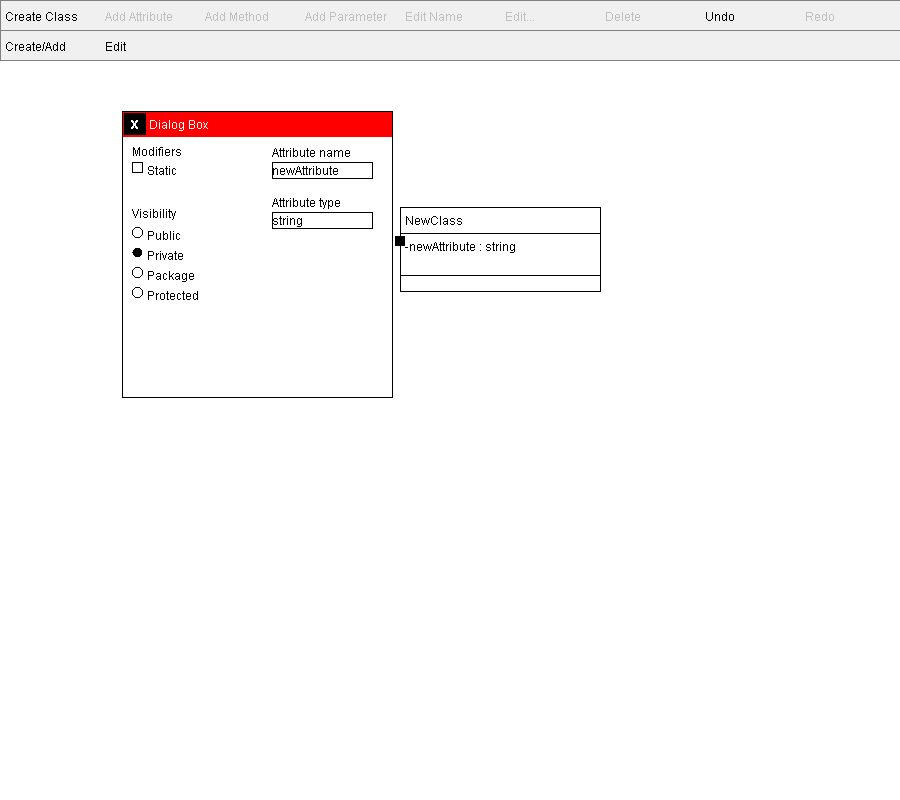 Create Class Add Attribute Add Method Add Parameter Edit Name Edit... Delete Undo Redo
Create/Add Edit
X Dialog Box
Modifiers
Static
Visibility
Public
Private
Package
Protected
Attribute name
newAttribute
Attribute type
string
NewClass
-newAttribute : string